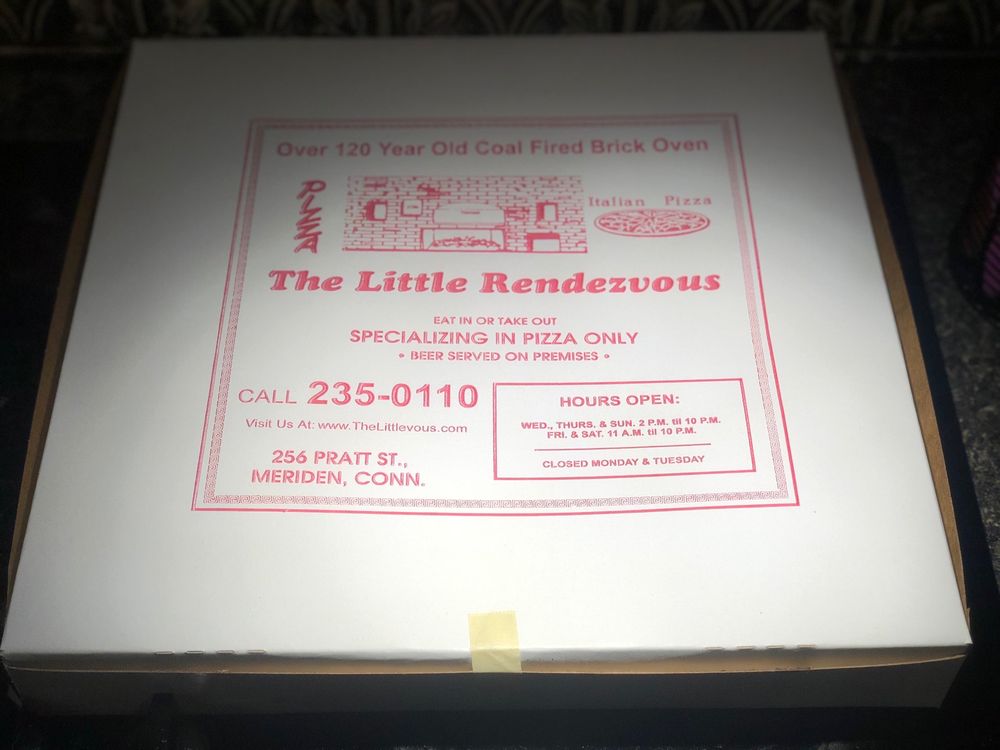 Over 120 Year Old Coal Fired Brick Oven
PIZZA
Italian Pizza
The Little Rendezvous
EAT IN OR TAKE OUT
SPECIALIZING IN PIZZA ONLY
• BEER SERVED ON PREMISES •
CALL 235-0110
Visit Us At: www.TheLittlevous.com
256 PRATT ST.,
MERIDEN, CONN.
HOURS OPEN:
WED., THURS. & SUN. 2 P.M. til 10 P.M.
FRI. & SAT. 11 A.M. til 10 P.M.
CLOSED MONDAY & TUESDAY